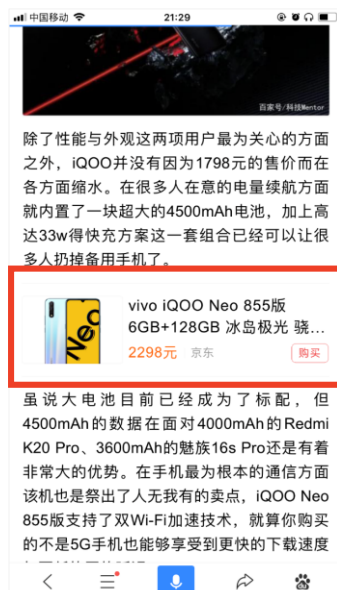 中国移动
21:29
百家号/科技Mentor
除了性能与外观这两项用户最为关心的方面
之外，iQOO并没有因为1798元的售价而在
各方面缩水。在很多人在意的电量续航方面
就内置了一块超大的4500mAh电池，加上高
达33w得快充方案这一套组合已经可以让很
多人扔掉备用手机了。
Neo
vivo iQOO Neo 855版
6GB+128GB 冰岛极光 骁...
2298元 京东 购买
虽说大电池目前已经成为了标配，但
4500mAh的数据在面对4000mAh的Redmi
K20 Pro、3600mAh的魅族16s Pro还是有着
非常大的优势。在手机最为根本的通信方面
该机也是祭出了人无我有的卖点，iQOO Neo
855版支持了双Wi-Fi加速技术，就算你购买
的不是5G手机也能够享受到更快的下载速度